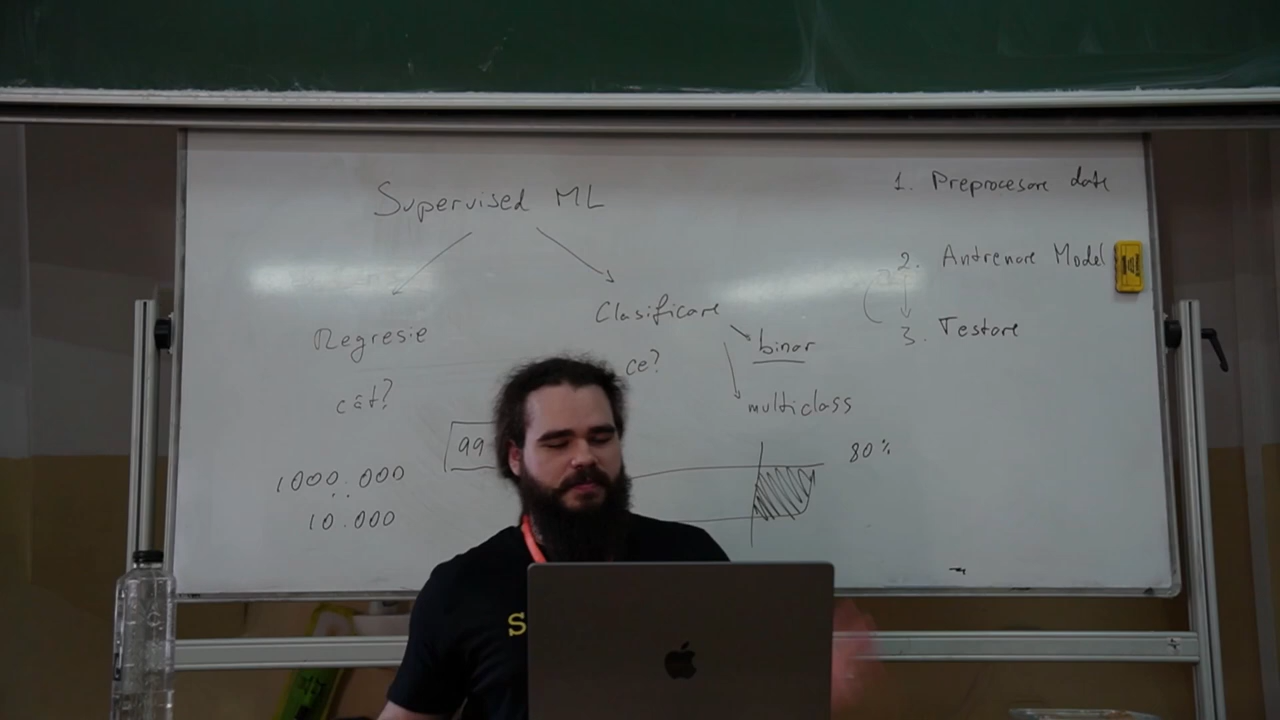 Supervised ML
Regresie
cât?
1000.000
10.000
99
Clasificare
ce?
binar
multiclass
80%
1. Preprocesare date
2. Antrenare Model
3. Testare
S